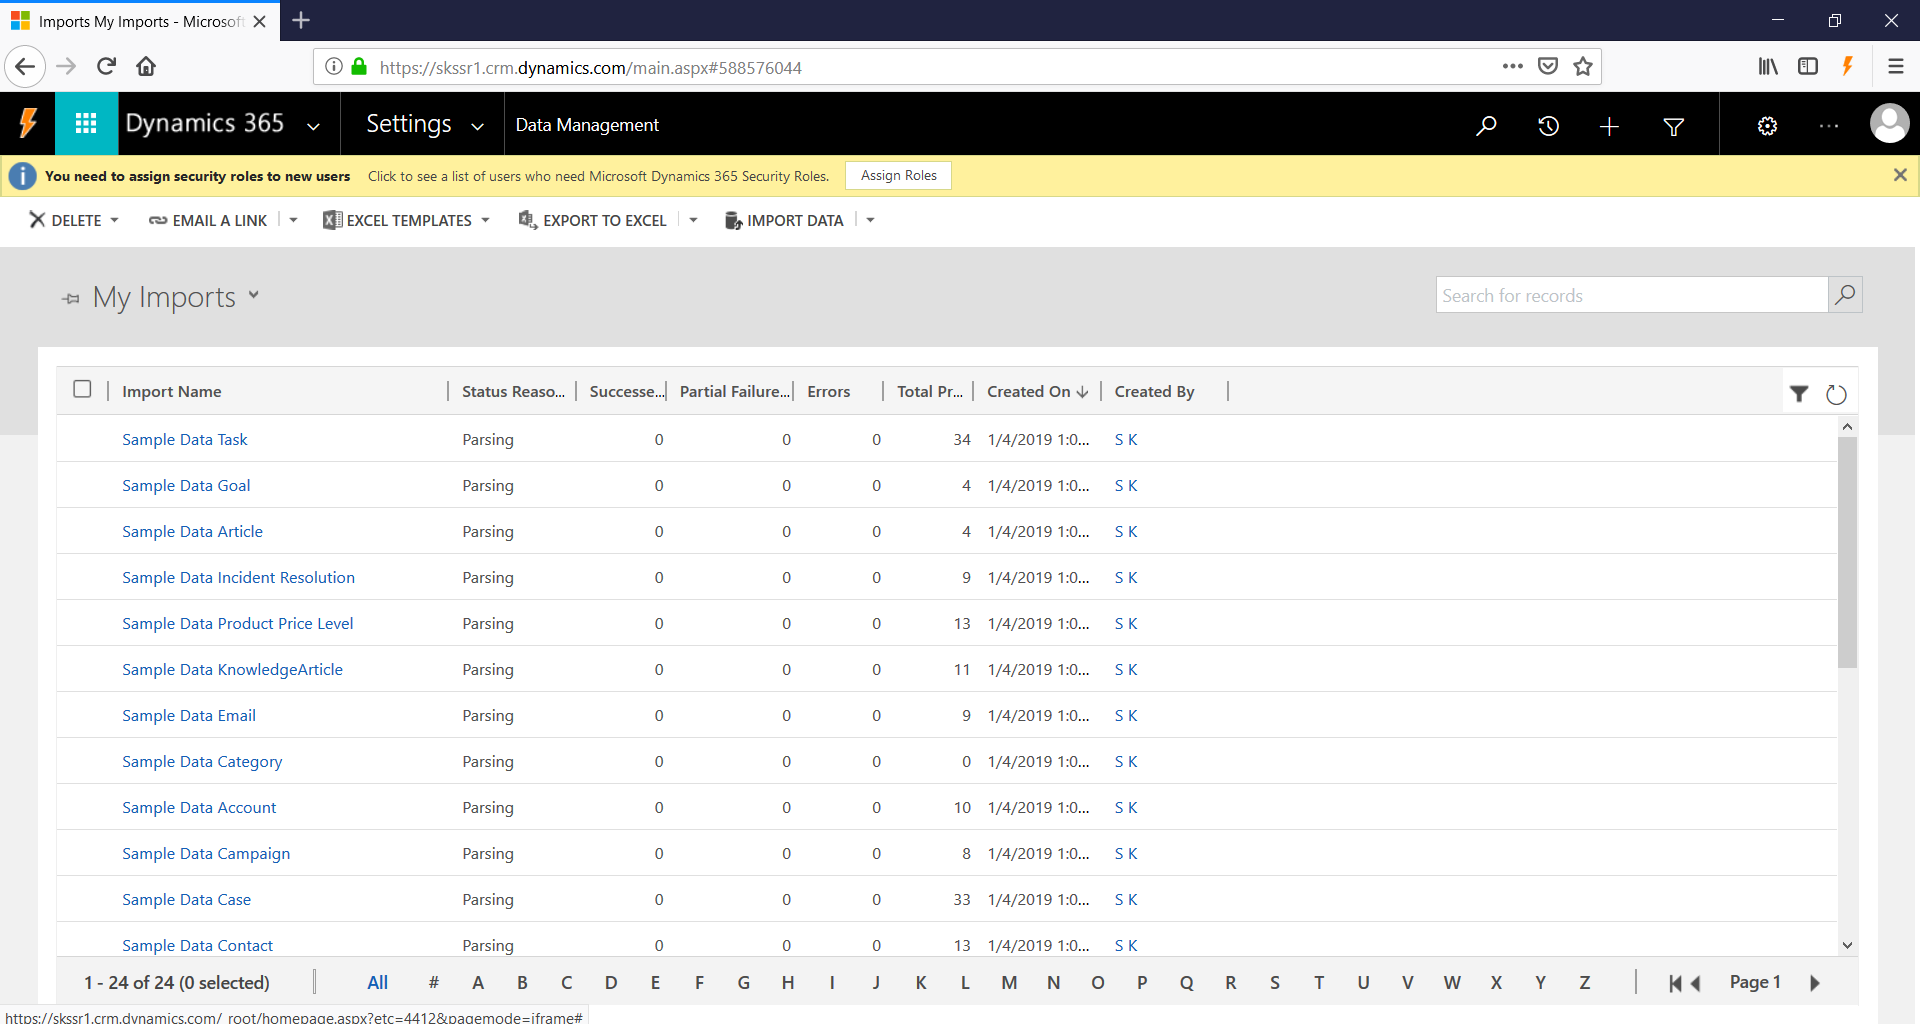 Imports My Imports - Microsoft
https://skssr1.crm.dynamics.com/main.aspx#588576044
Dynamics 365 Settings Data Management
You need to assign security roles to new users Click to see a list of users who need Microsoft Dynamics 365 Security Roles. Assign Roles
DELETE EMAIL A LINK EXCEL TEMPLATES EXPORT TO EXCEL IMPORT DATA
My Imports Search for records
Import Name Status Reaso... Successe... Partial Failure... Errors Total Pr... Created On Created By
Sample Data Task Parsing 0 0 0 34 1/4/2019 1:0... S K
Sample Data Goal Parsing 0 0 0 4 1/4/2019 1:0... S K
Sample Data Article Parsing 0 0 0 4 1/4/2019 1:0... S K
Sample Data Incident Resolution Parsing 0 0 0 9 1/4/2019 1:0... S K
Sample Data Product Price Level Parsing 0 0 0 13 1/4/2019 1:0... S K
Sample Data KnowledgeArticle Parsing 0 0 0 11 1/4/2019 1:0... S K
Sample Data Email Parsing 0 0 0 9 1/4/2019 1:0... S K
Sample Data Category Parsing 0 0 0 0 1/4/2019 1:0... S K
Sample Data Account Parsing 0 0 0 10 1/4/2019 1:0... S K
Sample Data Campaign Parsing 0 0 0 8 1/4/2019 1:0... S K
Sample Data Case Parsing 0 0 0 33 1/4/2019 1:0... S K
Sample Data Contact Parsing 0 0 0 13 1/4/2019 1:0... S K
1 - 24 of 24 (0 selected) All # A B C D E F G H I J K L M N O P Q R S T U V W X Y Z Page 1
https://skssr1.crm.dynamics.com/_root/homepage.aspx?etc=4412&pagemode=iframe#